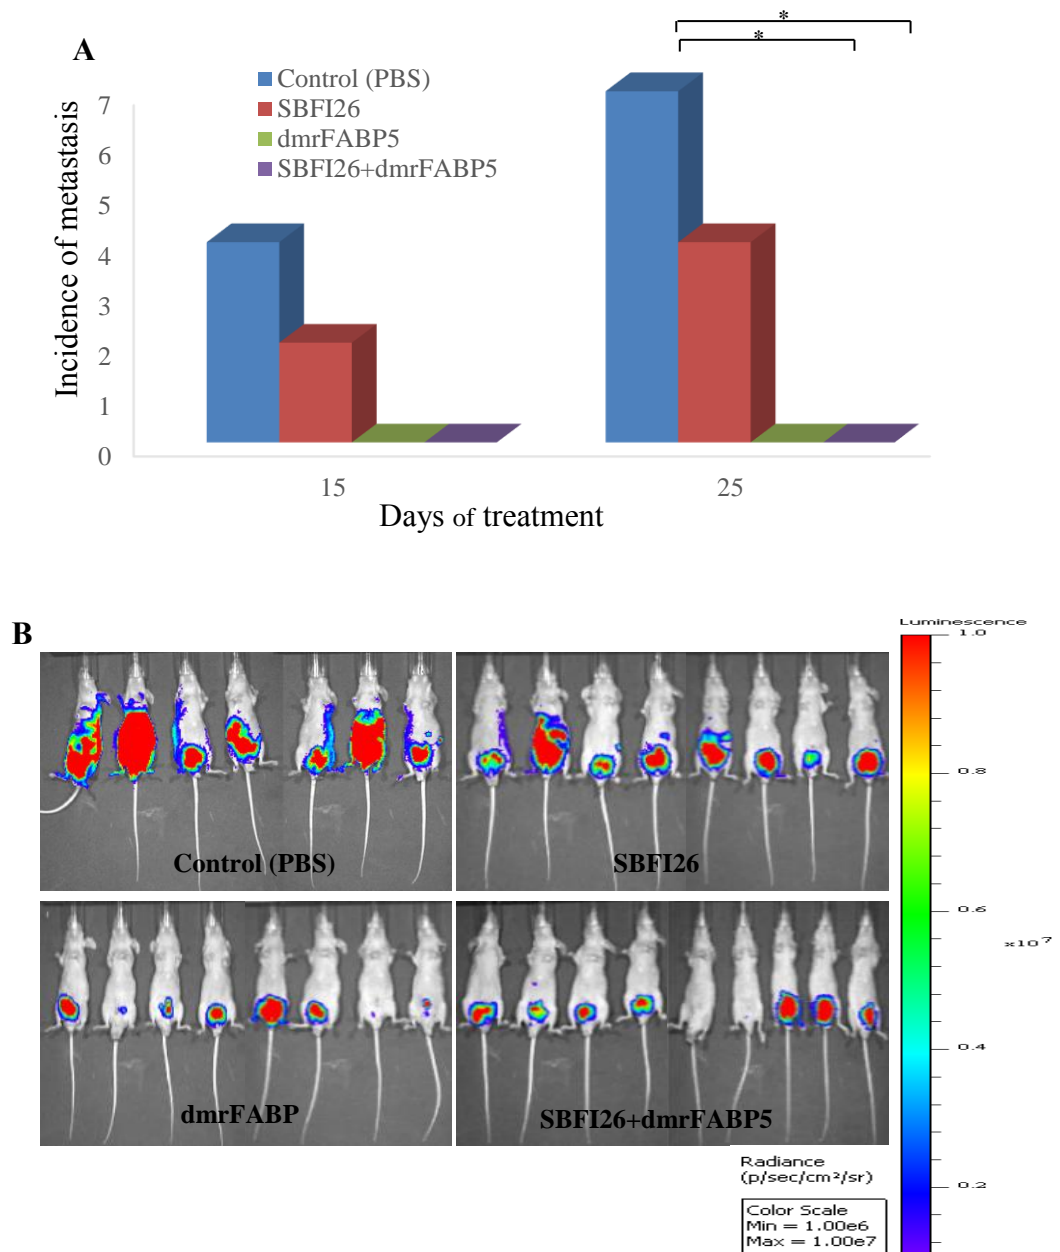 *
*
A
Control (PBS)
SBFI26
dmrFABP5
SBFI26+dmrFABP5
Incidence of metastasis
7
6
5
4
3
2
1
0
15
25
Days of treatment
B
Luminescence
1.0
0.8
0.6
x10⁷
0.4
0.2
Control (PBS)
SBFI26
dmrFABP
SBFI26+dmrFABP5
Radiance
(p/sec/cm²/sr)
Color Scale
Min = 1.00e6
Max = 1.00e7